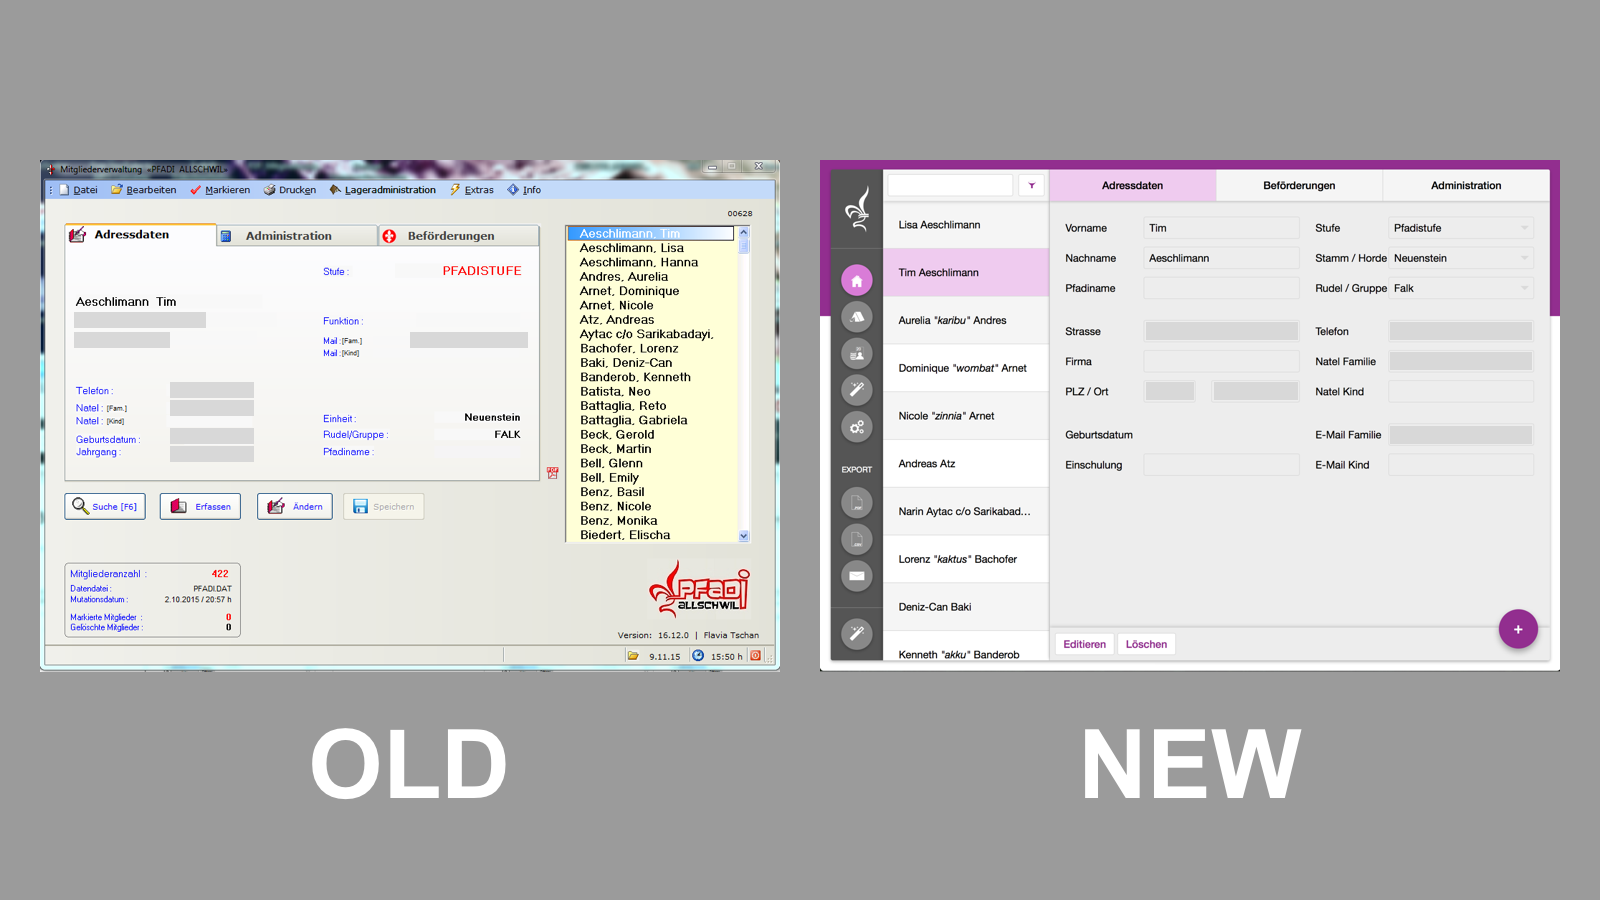 Mitgliederverwaltung «PFADI ALLSCHWIL»
Datei Bearbeiten Markieren Drucken Lageradministration Extras Info
00628
Adressdaten Administration Beförderungen
Stufe : PFADISTUFE
Aeschlimann Tim
Funktion :
Mail :[Fam.]
Mail :[Kind]
Telefon :
Natel : [Fam.]
Natel : [Kind]
Geburtsdatum :
Jahrgang :
Einheit : Neuenstein
Rudel/Gruppe : FALK
Pfadiname :
Suche [F6] Erfassen Ändern Speichern
Mitgliederanzahl : 422
Datendatei : PFADI.DAT
Mutationsdatum : 2.10.2015 / 20:57 h
Markierte Mitglieder : 0
Gelöschte Mitglieder : 0
Aeschlimann, Tim
Aeschlimann, Lisa
Aeschlimann, Hanna
Andres, Aurelia
Arnet, Dominique
Arnet, Nicole
Atz, Andreas
Aytac c/o Sarikabadayi,
Bachofer, Lorenz
Baki, Deniz-Can
Banderob, Kenneth
Batista, Neo
Battaglia, Reto
Battaglia, Gabriela
Beck, Gerold
Beck, Martin
Bell, Glenn
Bell, Emily
Benz, Basil
Benz, Nicole
Benz, Monika
Biedert, Elischa
PFADI
ALLSCHWIL
Version: 16.12.0 | Flavia Tschan
9.11.15 15:50 h
OLD
EXPORT
Lisa Aeschlimann
Tim Aeschlimann
Aurelia "karibu" Andres
Dominique "wombat" Arnet
Nicole "zinnia" Arnet
Andreas Atz
Narin Aytac c/o Sarikabad...
Lorenz "kaktus" Bachofer
Deniz-Can Baki
Kenneth "akku" Banderob
Adressdaten Beförderungen Administration
Vorname Tim Stufe Pfadistufe
Nachname Aeschlimann Stamm / Horde Neuenstein
Pfadiname Rudel / Gruppe Falk
Strasse Telefon
Firma Natel Familie
PLZ / Ort Natel Kind
Geburtsdatum E-Mail Familie
Einschulung E-Mail Kind
+
Editieren Löschen
NEW